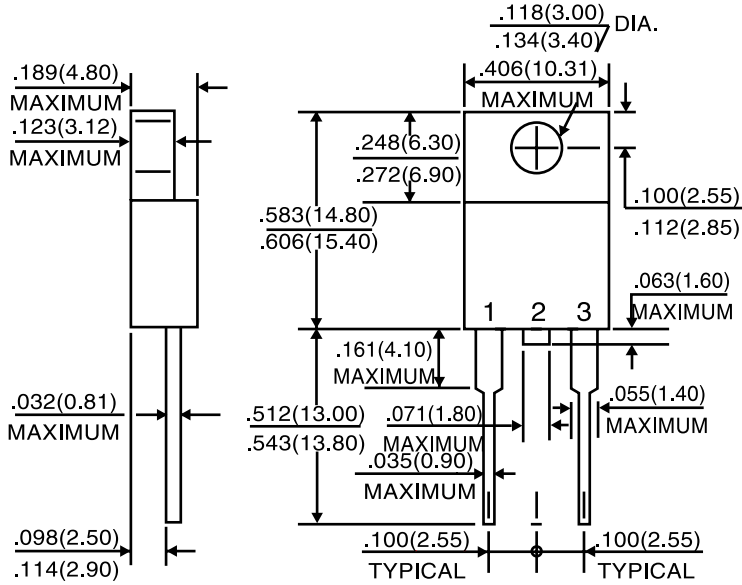 .118(3.00)
DIA.
.134(3.40)
.189(4.80)
MAXIMUM
.406(10.31)
MAXIMUM
.123(3.12)
MAXIMUM
.248(6.30)
.272(6.90)
.100(2.55)
.112(2.85)
.583(14.80)
.606(15.40)
.063(1.60)
MAXIMUM
1 2 3
.161(4.10)
MAXIMUM
.032(0.81)
MAXIMUM
.512(13.00)
.543(13.80)
.071(1.80)
MAXIMUM
.055(1.40)
MAXIMUM
.035(0.90)
MAXIMUM
.098(2.50)
.114(2.90)
.100(2.55)
TYPICAL
.100(2.55)
TYPICAL